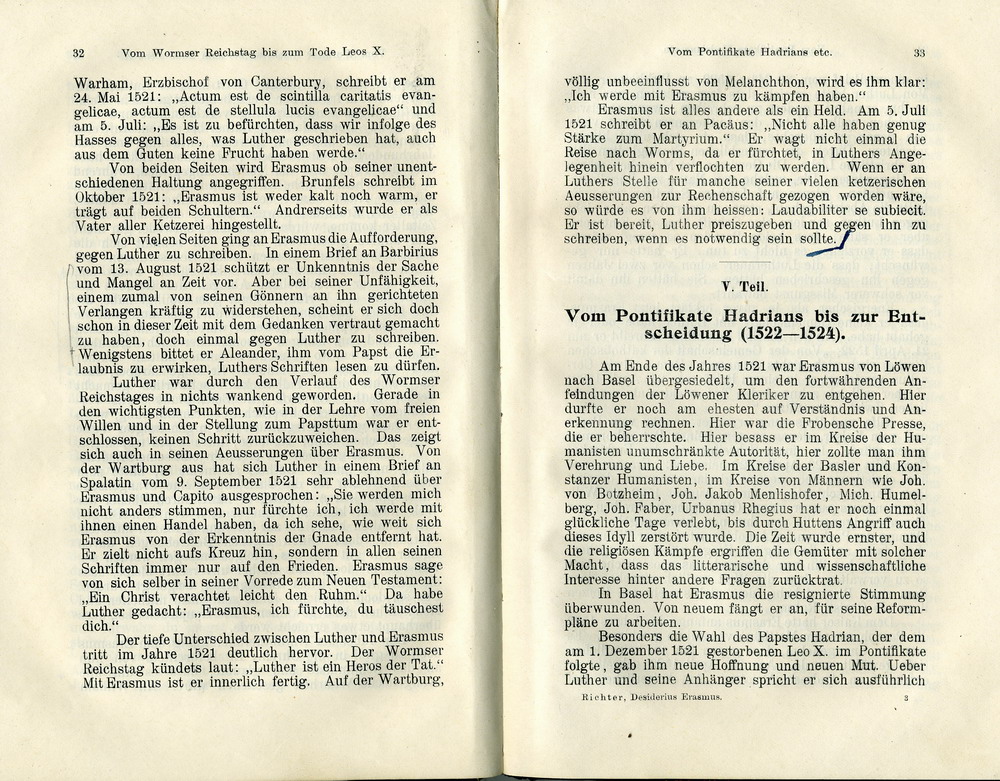 32 Vom Wormser Reichstag bis zum Tode Leos X.
Warham, Erzbischof von Canterbury, schreibt er am
24. Mai 1521: „Actum est de scintilla caritatis evan-
gelicae, actum est de stellula lucis evangelicae“ und
am 5. Juli: „Es ist zu befürchten, dass wir infolge des
Hasses gegen alles, was Luther geschrieben hat, auch
aus dem Guten keine Frucht haben werde.“
Von beiden Seiten wird Erasmus ob seiner unent-
schiedenen Haltung angegriffen. Brunfels schreibt im
Oktober 1521: „Erasmus ist weder kalt noch warm, er
trägt auf beiden Schultern.“ Andrerseits wurde er als
Vater aller Ketzerei hingestellt.
Von vielen Seiten ging an Erasmus die Aufforderung,
gegen Luther zu schreiben. In einem Brief an Barbirius
vom 13. August 1521 schützt er Unkenntnis der Sache
und Mangel an Zeit vor. Aber bei seiner Unfähigkeit,
einem zumal von seinen Gönnern an ihn gerichteten
Verlangen kräftig zu widerstehen, scheint er sich doch
schon in dieser Zeit mit dem Gedanken vertraut gemacht
zu haben, doch einmal gegen Luther zu schreiben.
Wenigstens bittet er Aleander, ihm vom Papst die Er-
laubnis zu erwirken, Luthers Schriften lesen zu dürfen.
Luther war durch den Verlauf des Wormser
Reichstages in nichts wankend geworden. Gerade in
den wichtigsten Punkten, wie in der Lehre vom freien
Willen und in der Stellung zum Papsttum war er ent-
schlossen, keinen Schritt zurückzuweichen. Das zeigt
sich auch in seinen Aeusserungen über Erasmus. Von
der Wartburg aus hat sich Luther in einem Brief an
Spalatin vom 9. September 1521 sehr ablehnend über
Erasmus und Capito ausgesprochen: „Sie werden mich
nicht anders stimmen, nur fürchte ich, ich werde mit
ihnen einen Handel haben, da ich sehe, wie weit sich
Erasmus von der Erkenntnis der Gnade entfernt hat.
Er zielt nicht aufs Kreuz hin, sondern in allen seinen
Schriften immer nur auf den Frieden. Erasmus sage
von sich selber in seiner Vorrede zum Neuen Testament:
„Ein Christ verachtet leicht den Ruhm.“ Da habe
Luther gedacht: „Erasmus, ich fürchte, du täuschest
dich.“
Der tiefe Unterschied zwischen Luther und Erasmus
tritt im Jahre 1521 deutlich hervor. Der Wormser
Reichstag kündets laut: „Luther ist ein Heros der Tat.“
Mit Erasmus ist er innerlich fertig. Auf der Wartburg,
Vom Pontifikate Hadrians etc. 33
völlig unbeeinflusst von Melanchthon, wird es ihm klar:
„Ich werde mit Erasmus zu kämpfen haben.“
Erasmus ist alles andere als ein Held. Am 5. Juli
1521 schreibt er an Pacäus: „Nicht alle haben genug
Stärke zum Martyrium.“ Er wagt nicht einmal die
Reise nach Worms, da er fürchtet, in Luthers Ange-
legenheit hinein verflochten zu werden. Wenn er an
Luthers Stelle für manche seiner vielen ketzerischen
Aeusserungen zur Rechenschaft gezogen worden wäre,
so würde es von ihm heissen: Laudabiliter se subiecit.
Er ist bereit, Luther preiszugeben und gegen ihn zu
schreiben, wenn es notwendig sein sollte.
V. Teil.
Vom Pontifikate Hadrians bis zur Ent-
scheidung (1522—1524).
Am Ende des Jahres 1521 war Erasmus von Löwen
nach Basel übergesiedelt, um den fortwährenden An-
feindungen der Löwener Kleriker zu entgehen. Hier
durfte er noch am ehesten auf Verständnis und An-
erkennung rechnen. Hier war die Frobensche Presse,
die er beherrschte. Hier besass er im Kreise der Hu-
manisten unumschränkte Autorität, hier zollte man ihm
Verehrung und Liebe. Im Kreise der Basler und Kon-
stanzer Humanisten, im Kreise von Männern wie Joh.
von Botzheim, Joh. Jakob Menlishofer, Mich. Humel-
berg, Joh. Faber, Urbanus Rhegius hat er noch einmal
glückliche Tage verlebt, bis durch Huttens Angriff auch
dieses Idyll zerstört wurde. Die Zeit wurde ernster, und
die religiösen Kämpfe ergriffen die Gemüter mit solcher
Macht, dass das litterarische und wissenschaftliche
Interesse hinter andere Fragen zurücktrat.
In Basel hat Erasmus die resignierte Stimmung
überwunden. Von neuem fängt er an, für seine Reform-
pläne zu arbeiten.
Besonders die Wahl des Papstes Hadrian, der dem
am 1. Dezember 1521 gestorbenen Leo X. im Pontifikate
folgte, gab ihm neue Hoffnung und neuen Mut. Ueber
Luther und seine Anhänger spricht er sich ausführlich
Richter, Desiderius Erasmus. 3